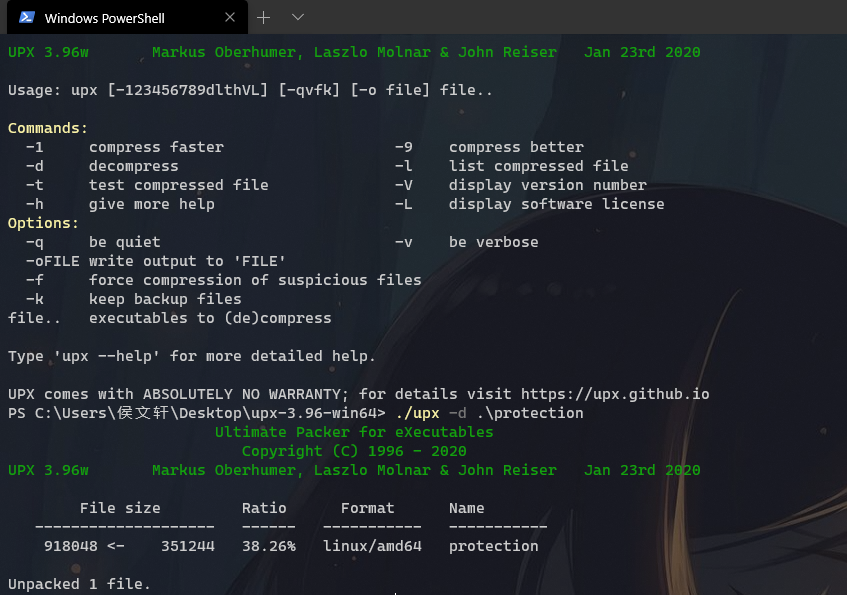 Windows PowerShell
UPX 3.96w       Markus Oberhumer, Laszlo Molnar & John Reiser   Jan 23rd 2020
Usage: upx [-123456789dlthVL] [-qvfk] [-o file] file..
Commands:
  -1     compress faster                   -9    compress better
  -d     decompress                        -l    list compressed file
  -t     test compressed file              -V    display version number
  -h     give more help                    -L    display software license
Options:
  -q     be quiet                          -v    be verbose
  -oFILE write output to 'FILE'
  -f     force compression of suspicious files
  -k     keep backup files
file..   executables to (de)compress
Type 'upx --help' for more detailed help.
UPX comes with ABSOLUTELY NO WARRANTY; for details visit https://upx.github.io
PS C:\Users\侯文轩\Desktop\upx-3.96-win64> ./upx -d .\protection
                       Ultimate Packer for eXecutables
                          Copyright (C) 1996 - 2020
UPX 3.96w       Markus Oberhumer, Laszlo Molnar & John Reiser   Jan 23rd 2020
        File size         Ratio      Format      Name
   --------------------   ------   -----------   -----------
    918048 <-    351244   38.26%   linux/amd64   protection
Unpacked 1 file.